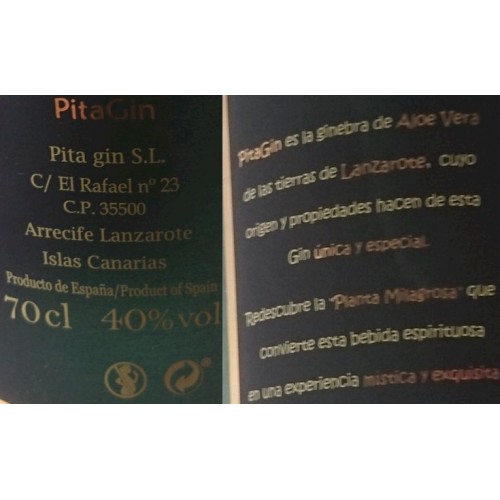 PitaGin
Pita gin S.L.
C/ El Rafael nº 23
C.P. 35500
Arrecife Lanzarote
Islas Canarias
Producto de España/Product of Spain
70cl 40%vol
PitaGin es la ginebra de Aloe Vera
de las tierras de Lanzarote, cuyo
origen y propiedades hacen de esta
Gin única y especial.
Redescubre la "Planta Milagrosa" que
convierte esta bebida espirituosa
en una experiencia mística y exquisita